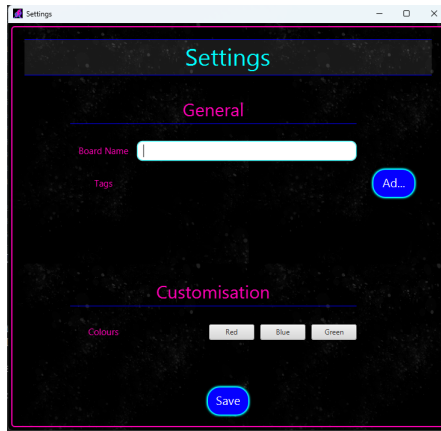 Settings
Settings
General
Board Name
Tags
Ad...
Customisation
Colours
Red Blue Green
Save